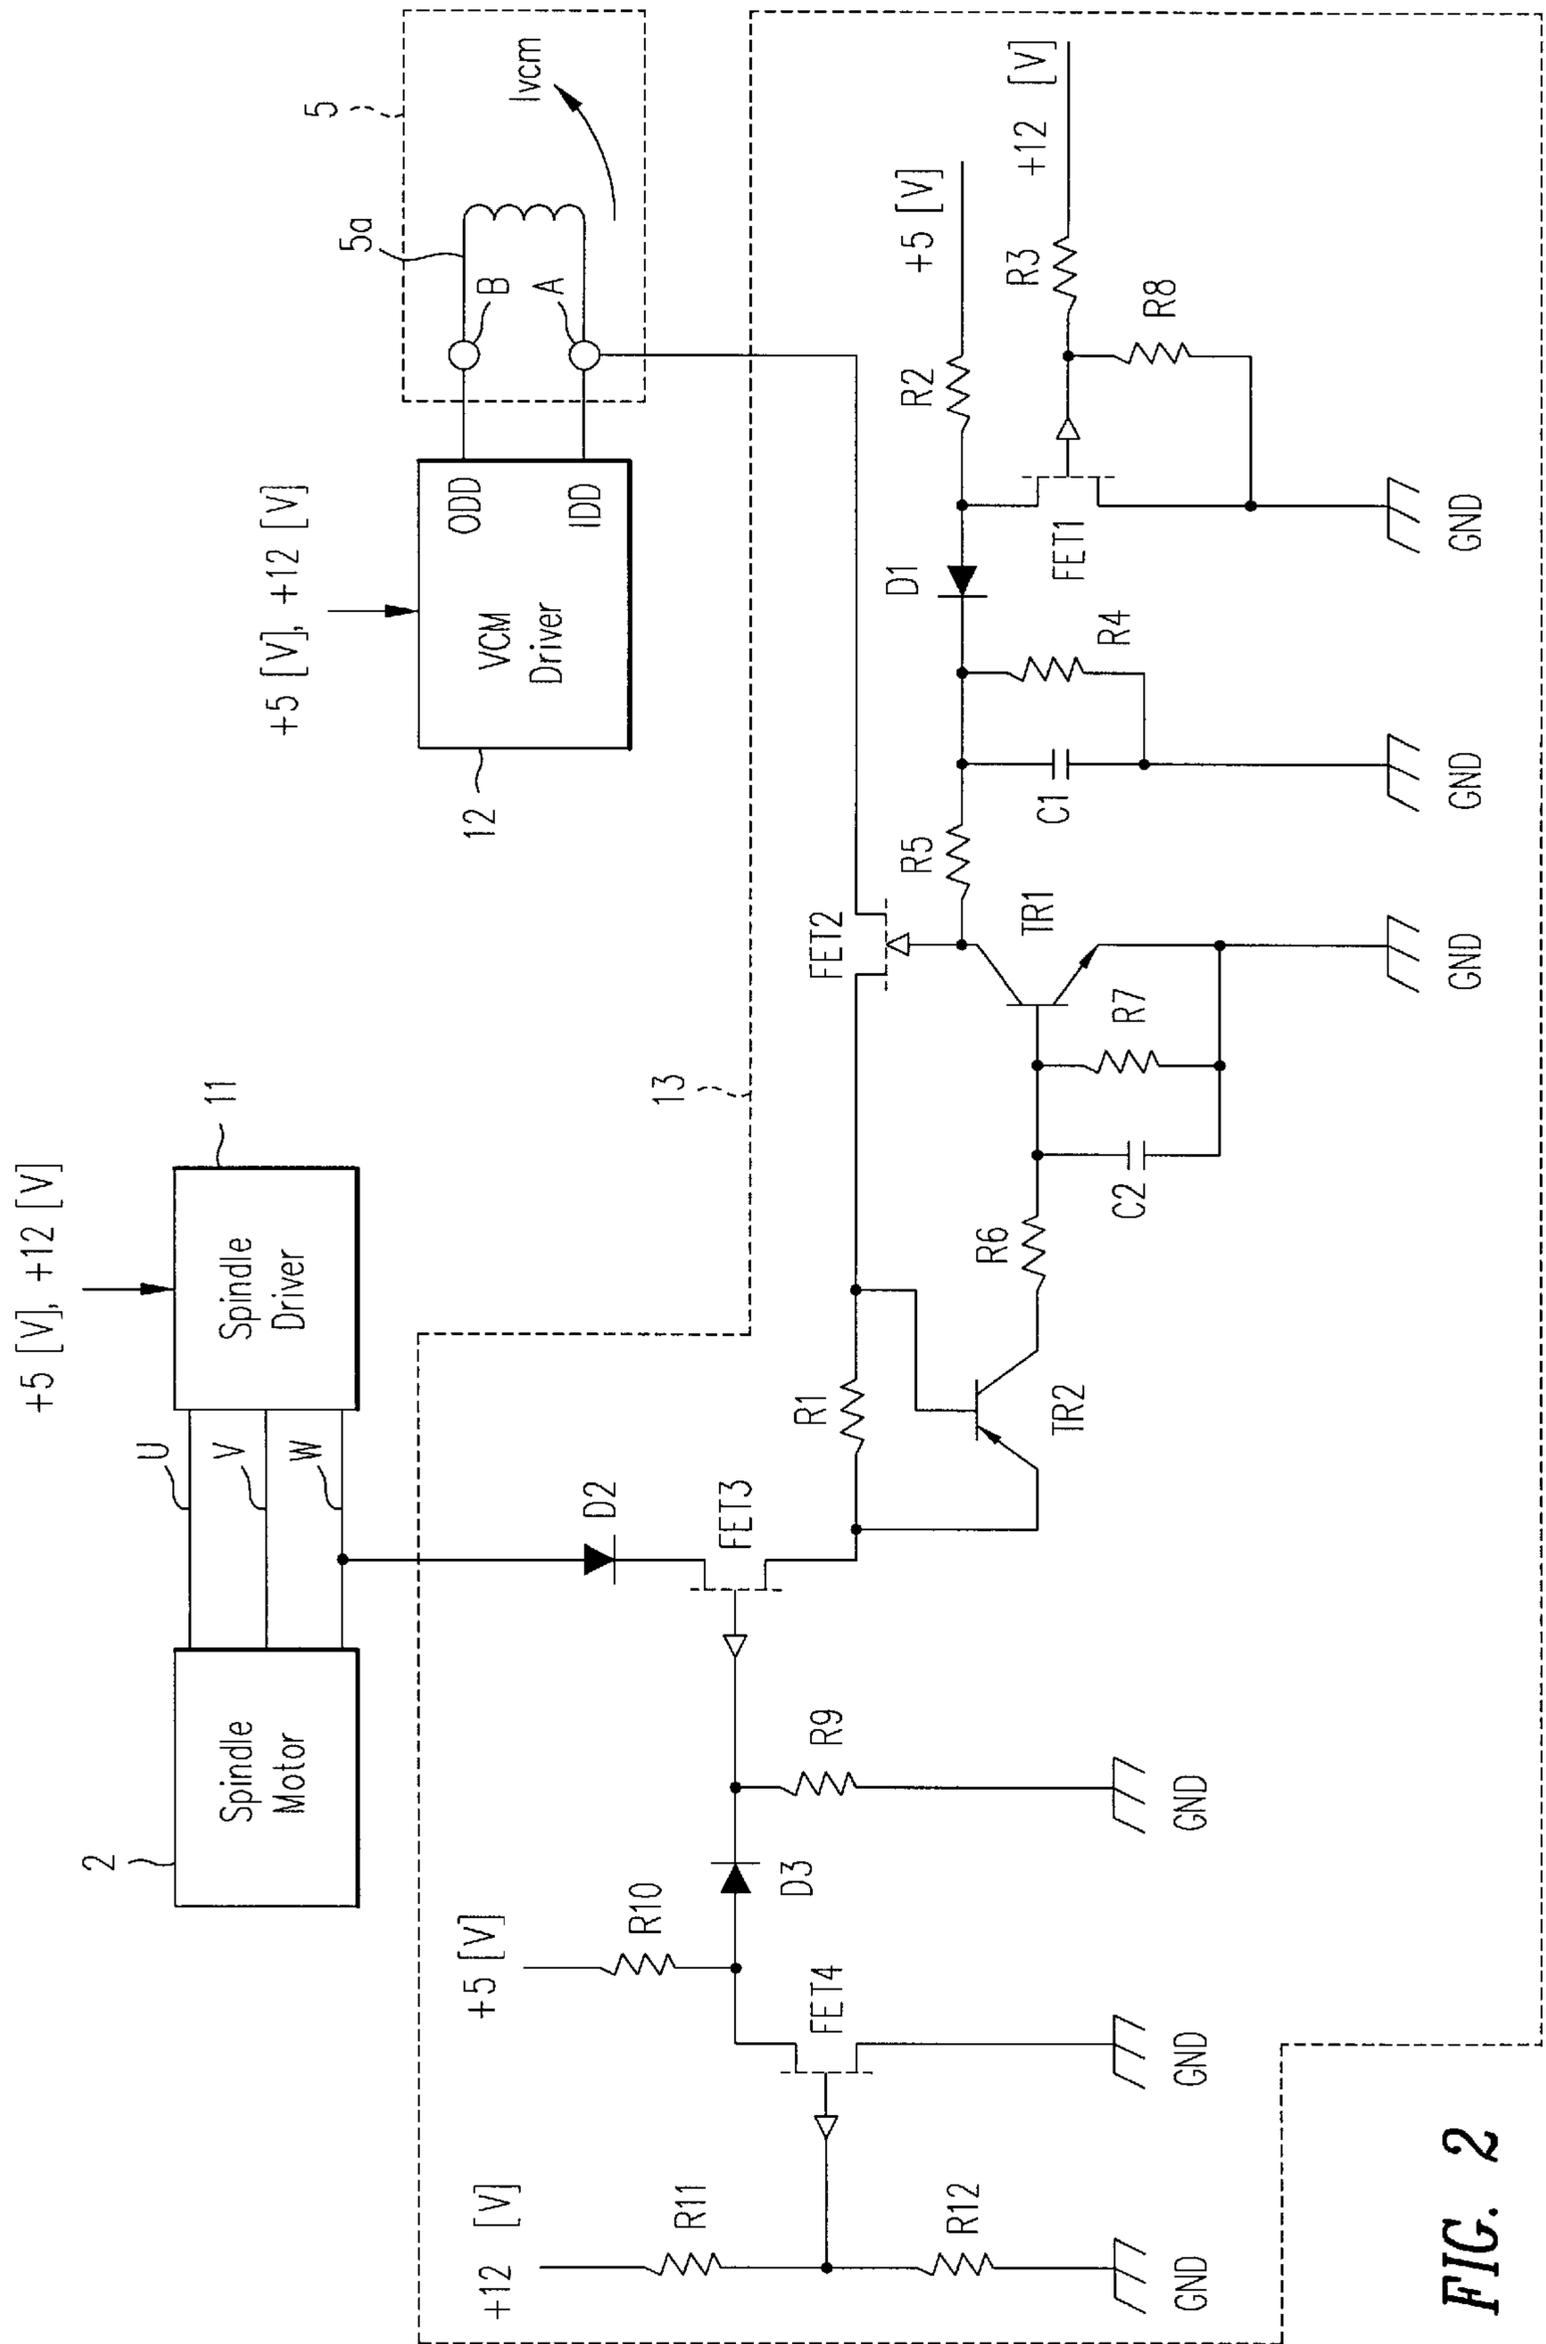 +5 [V], +12 [V]
2
Spindle
Motor
U
V
W
Spindle
Driver
11
+5 [V], +12 [V]
12
VCM
Driver
ODD
IDD
5
5a
B
A
Ivcm
13
+12 [V]
R11
R12
GND
+5 [V]
R10
FET4
GND
D3
R9
GND
D2
FET3
R1
TR2
R6
C2
R7
TR1
GND
FET2
R5
C1
R4
GND
D1
FET1
GND
R2
+5 [V]
R3
R8
+12 [V]
FIG. 2